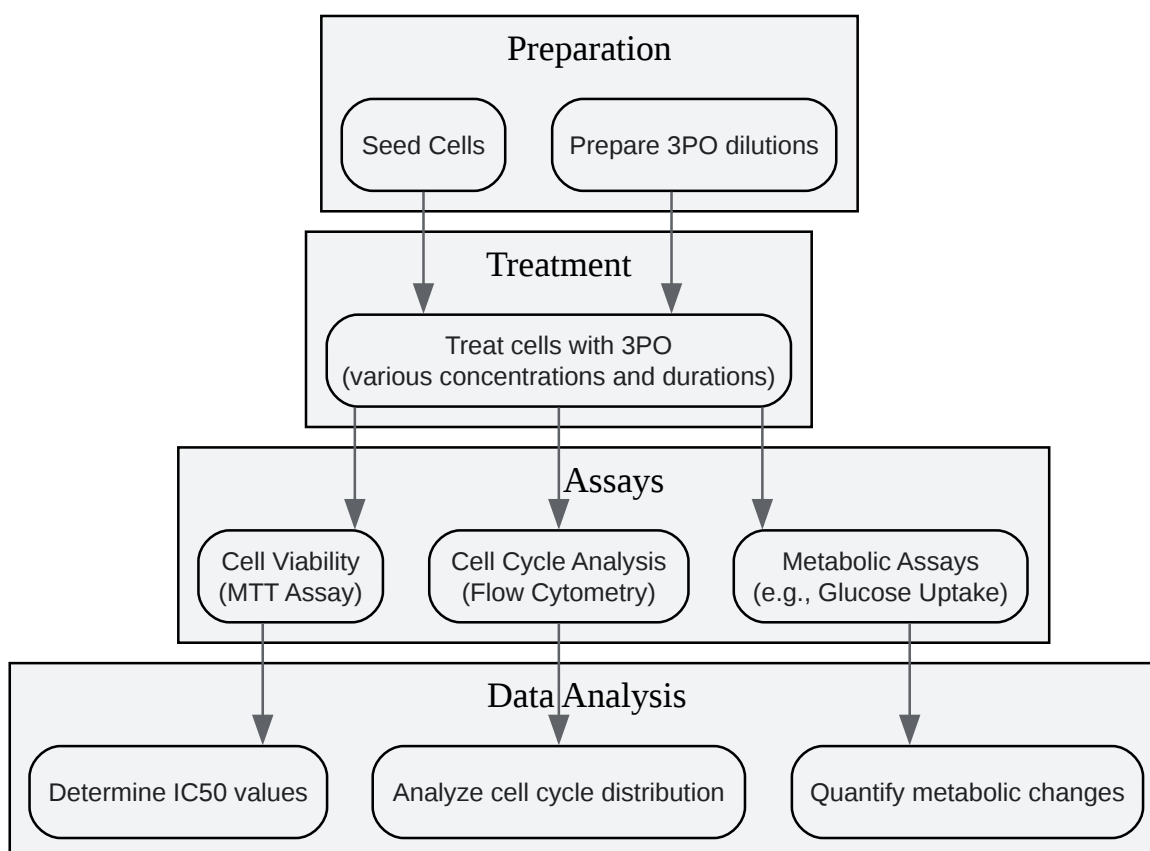 Preparation
Seed Cells
Prepare 3PO dilutions
Treatment
Treat cells with 3PO
(various concentrations and durations)
Assays
Cell Viability
(MTT Assay)
Cell Cycle Analysis
(Flow Cytometry)
Metabolic Assays
(e.g., Glucose Uptake)
Data Analysis
Determine IC50 values
Analyze cell cycle distribution
Quantify metabolic changes